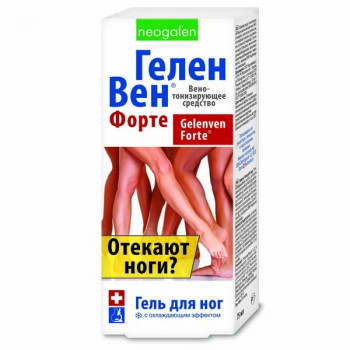 neogalen
Гелен
Вен®
Вено-
тонизирующее
средство
Форте
Gelenven
Forte®
Отекают
ноги?
Гель для ног
с охлаждающим эффектом